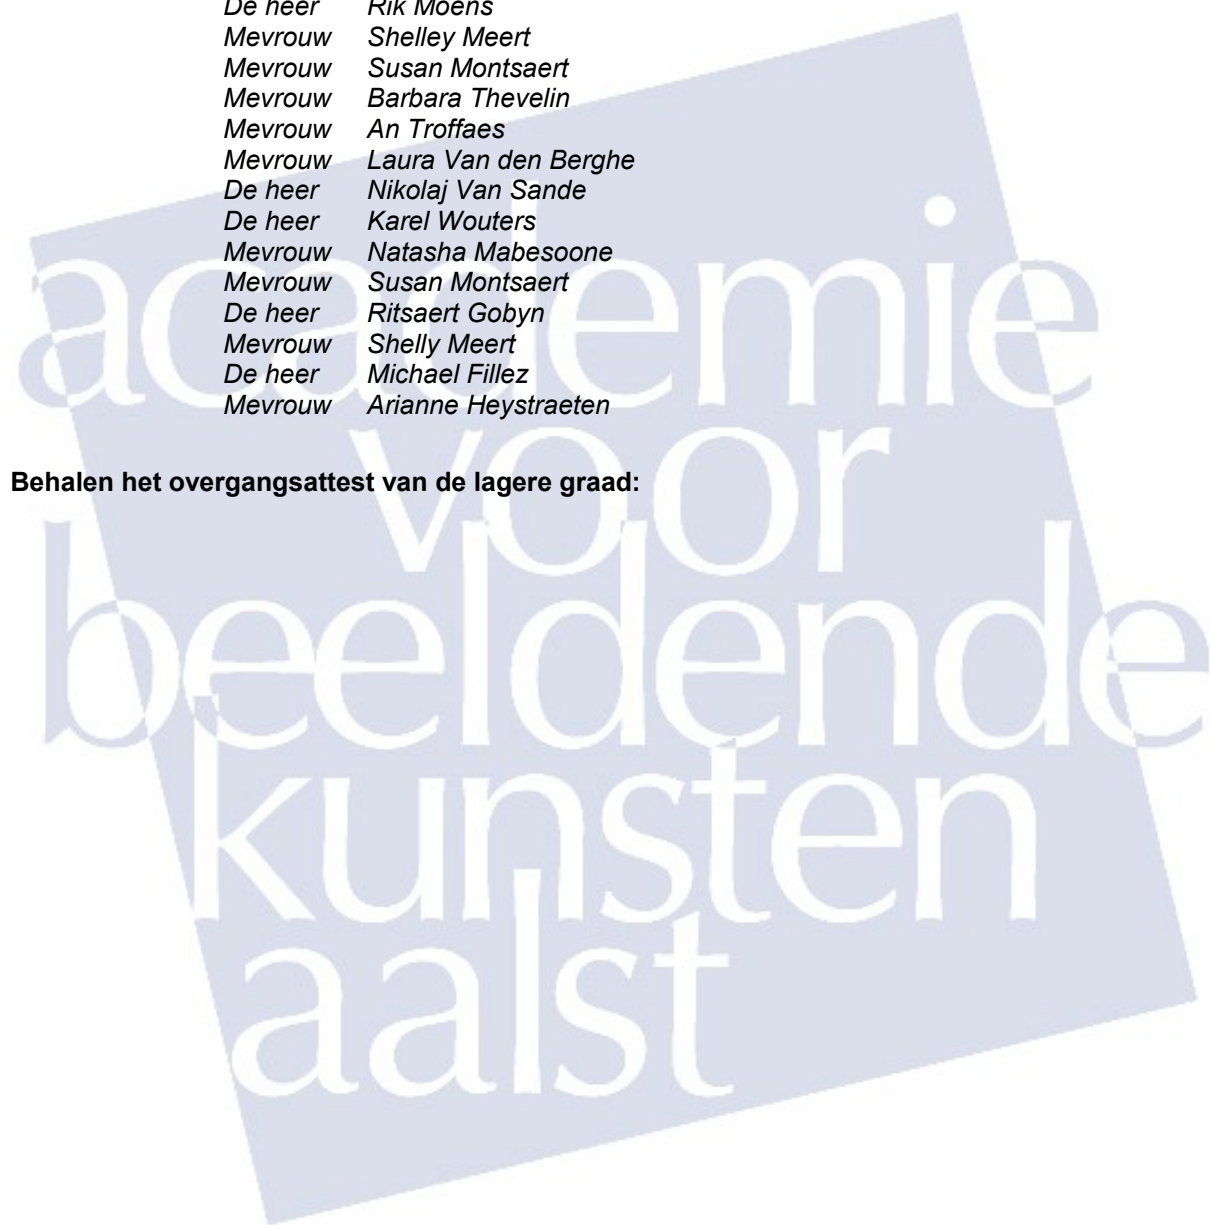 De heer Rik Moens
Mevrouw Shelley Meert
Mevrouw Susan Montsaert
Mevrouw Barbara Thevelin
Mevrouw An Troffaes
Mevrouw Laura Van den Berghe
De heer Nikolaj Van Sande
De heer Karel Wouters
Mevrouw Natasha Mabesoone
Mevrouw Susan Montsaert
De heer Ritsaert Gobyn
Mevrouw Shelly Meert
De heer Michael Fillez
Mevrouw Arianne Heystraeten
Behalen het overgangsattest van de lagere graad:
academie
voor
beeldende
kunsten
aalst